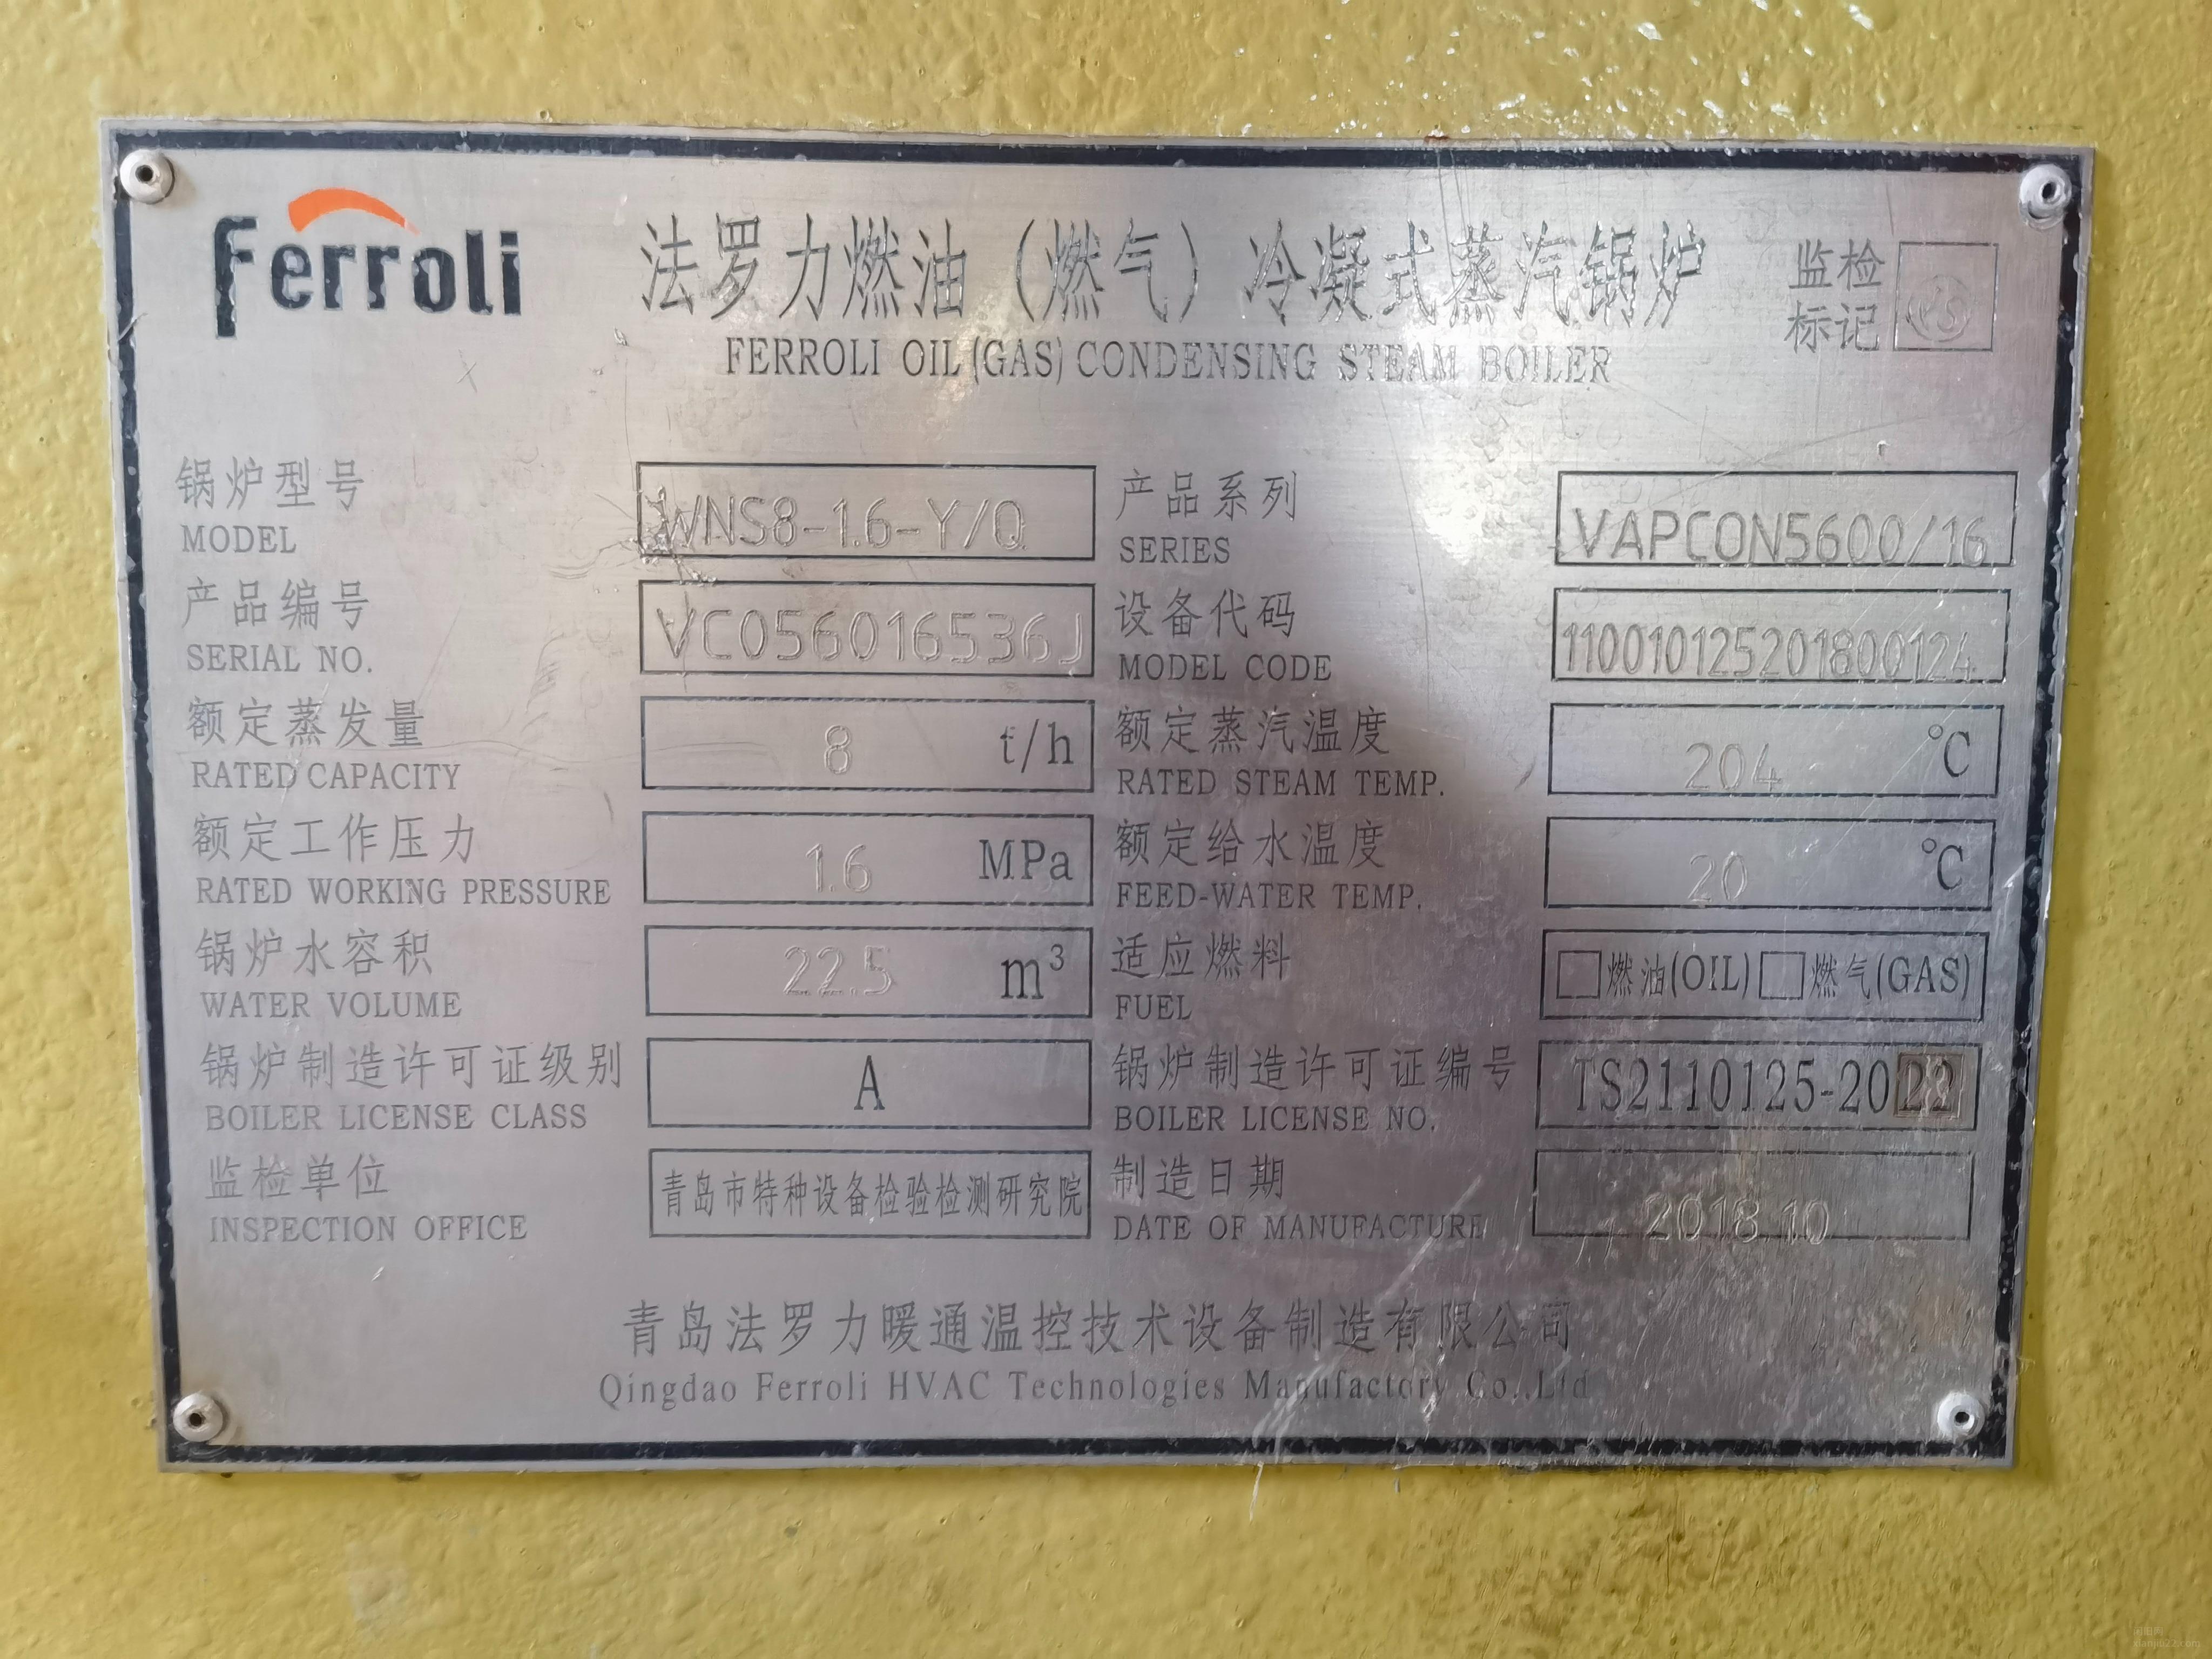 Ferroli
法罗力燃油（燃气）冷凝式蒸汽锅炉
FERROLI OIL(GAS) CONDENSING STEAM BOILER
监检
标记
锅炉型号
MODEL
WNS8-1.6-Y/Q
产品系列
SERIES
VAPCON5600/16
产品编号
SERIAL NO.
VC056016536J
设备代码
MODEL CODE
110010125201800124
额定蒸发量
RATED CAPACITY
8 t/h
额定蒸汽温度
RATED STEAM TEMP.
204 ℃
额定工作压力
RATED WORKING PRESSURE
1.6 MPa
额定给水温度
FEED-WATER TEMP.
20 ℃
锅炉水容积
WATER VOLUME
22.5 m³
适应燃料
FUEL
□燃油(OIL) □燃气(GAS)
锅炉制造许可证级别
BOILER LICENSE CLASS
A
锅炉制造许可证编号
BOILER LICENSE NO.
TS2110125-2022
监检单位
INSPECTION OFFICE
青岛市特种设备检验检测研究院
制造日期
DATE OF MANUFACTURE
2018.10
青岛法罗力暖通温控技术设备制造有限公司
Qingdao Ferroli HVAC Technologies Manufactory Co.,Ltd